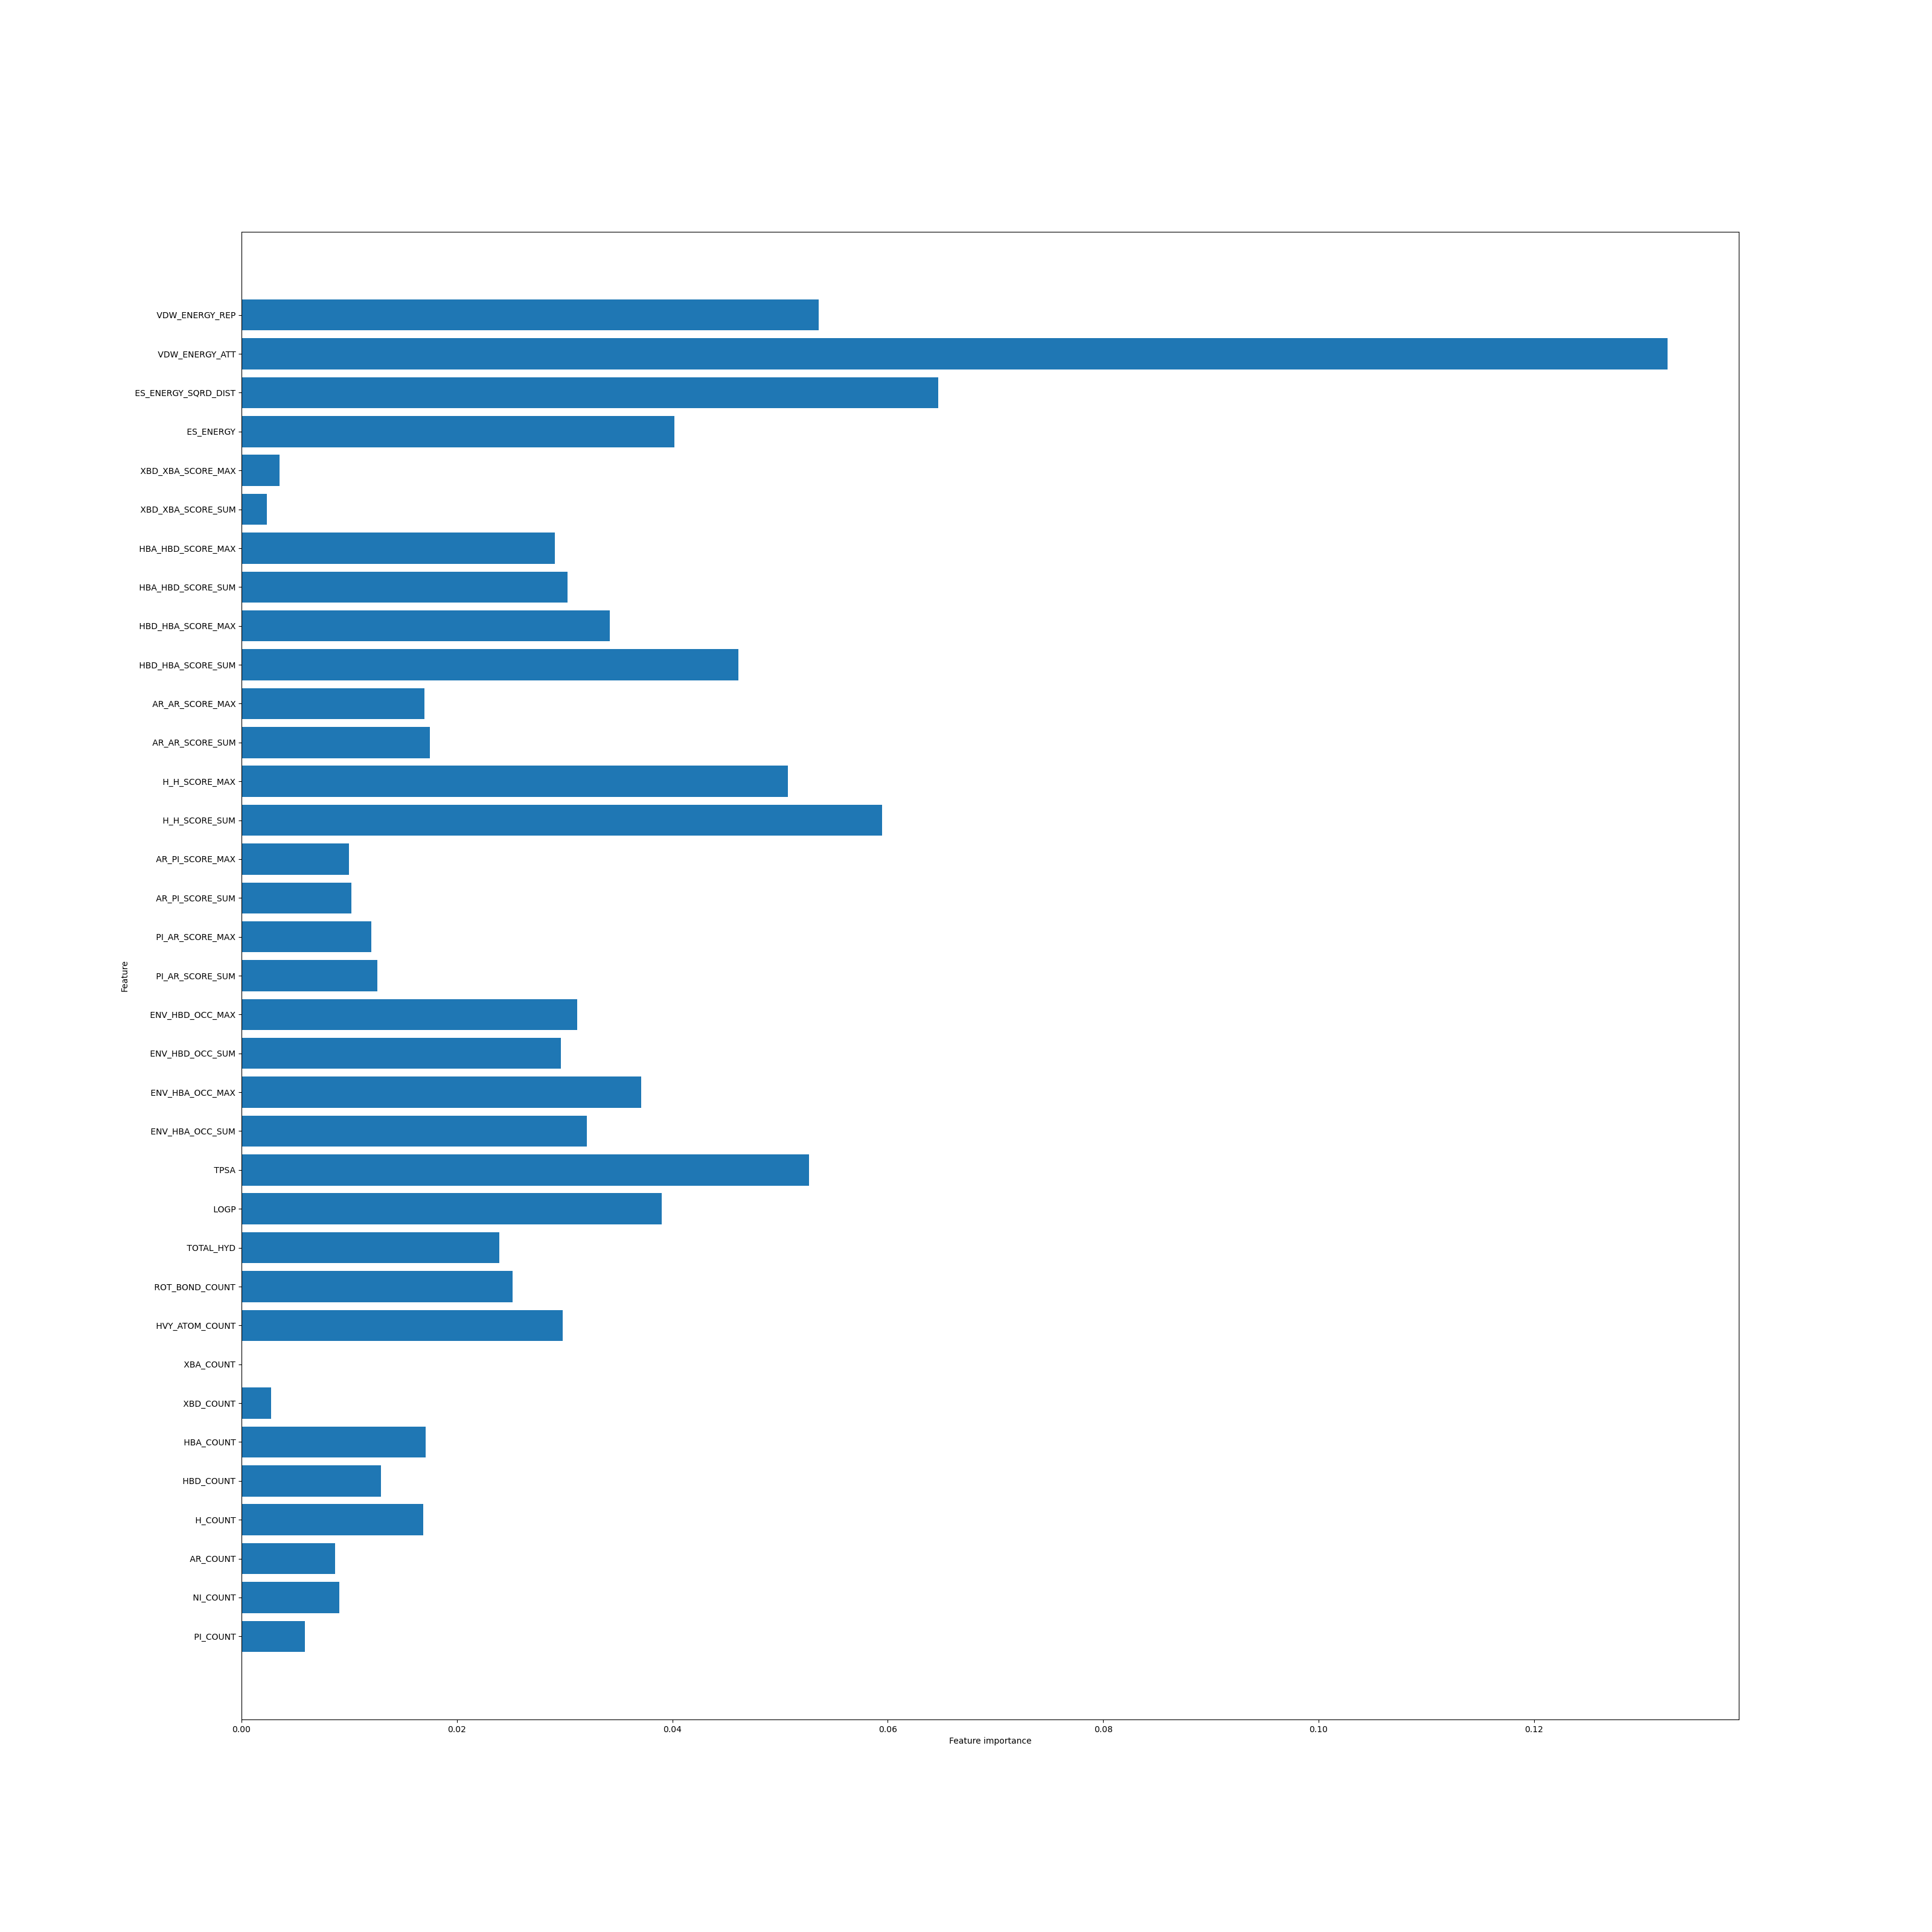 VDW_ENERGY_REP
VDW_ENERGY_ATT
ES_ENERGY_SQRD_DIST
ES_ENERGY
XBD_XBA_SCORE_MAX
XBD_XBA_SCORE_SUM
HBA_HBD_SCORE_MAX
HBA_HBD_SCORE_SUM
HBD_HBA_SCORE_MAX
HBD_HBA_SCORE_SUM
AR_AR_SCORE_MAX
AR_AR_SCORE_SUM
H_H_SCORE_MAX
H_H_SCORE_SUM
AR_PI_SCORE_MAX
AR_PI_SCORE_SUM
PI_AR_SCORE_MAX
PI_AR_SCORE_SUM
ENV_HBD_OCC_MAX
ENV_HBD_OCC_SUM
ENV_HBA_OCC_MAX
ENV_HBA_OCC_SUM
TPSA
LOGP
TOTAL_HYD
ROT_BOND_COUNT
HVY_ATOM_COUNT
XBA_COUNT
XBD_COUNT
HBA_COUNT
HBD_COUNT
H_COUNT
AR_COUNT
NI_COUNT
PI_COUNT
Feature
0.00 0.02 0.04 0.06 0.08 0.10 0.12
Feature importance